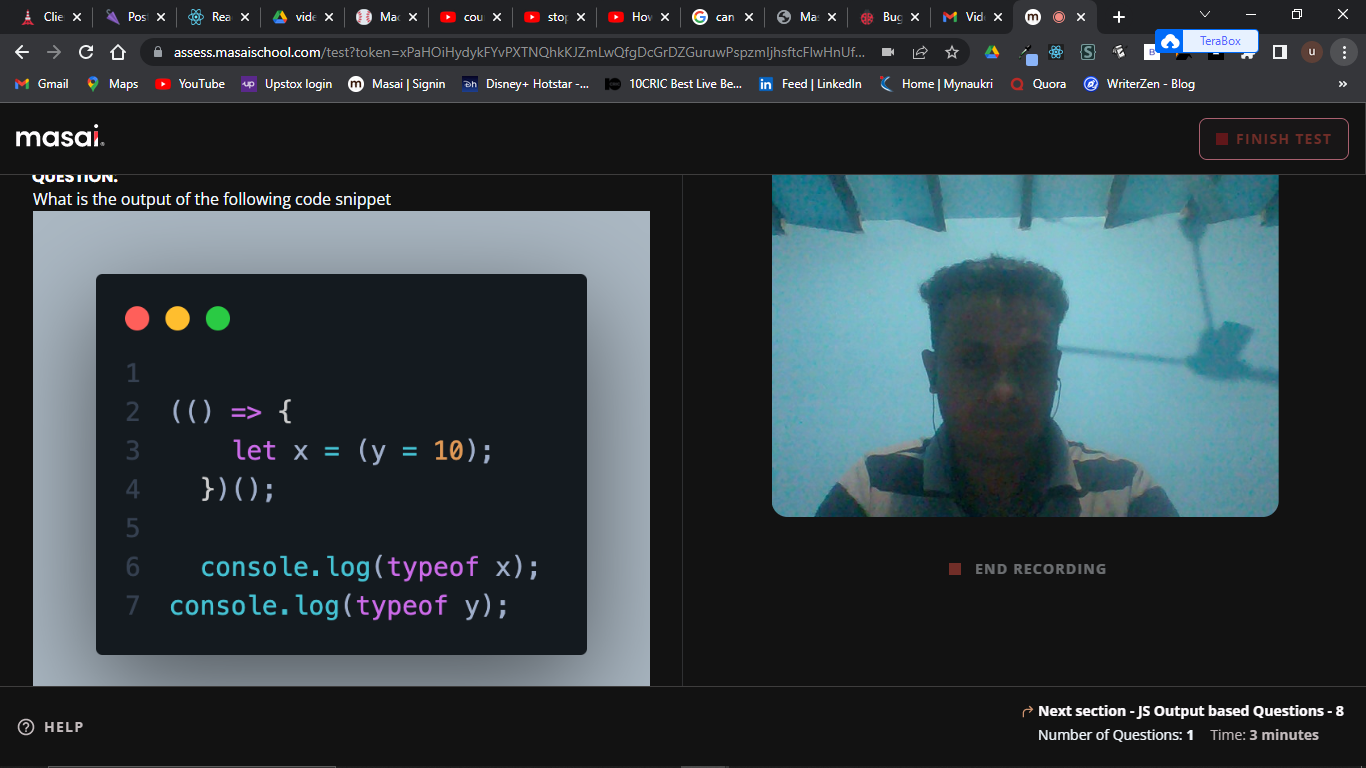 Clie Post Rea vide Mac cou stop How can Mas Bug Gmail Vide m
assess.masaischool.com/test?token=xPaHOiHydykFYvPXTNQhkKJZmLwQfgDcGrDZGuruwPspzmIjhsftcFlwHnUf...
TeraBox
Gmail Maps YouTube up Upstox login m Masai | Signin Disney+ Hotstar -... 10CRIC Best Live Be... in Feed | LinkedIn Home | Mynaukri Quora WriterZen - Blog »
masai.
FINISH TEST
QUESTION:
What is the output of the following code snippet
1
2 (() => {
3 let x = (y = 10);
4 })();
5
6 console.log(typeof x);
7 console.log(typeof y);
END RECORDING
HELP
Next section - JS Output based Questions - 8
Number of Questions: 1 Time: 3 minutes